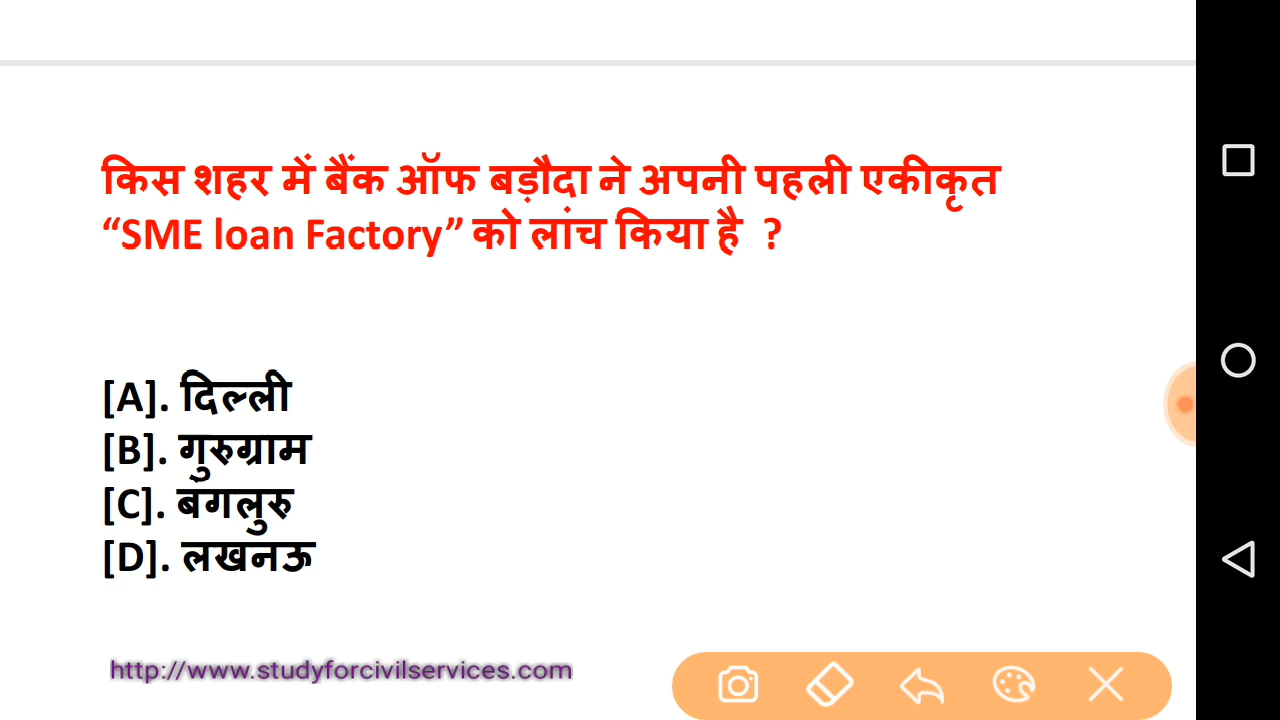 किस शहर में बैंक ऑफ बड़ौदा ने अपनी पहली एकीकृत
“SME loan Factory” को लांच किया है ?
[A]. दिल्ली
[B]. गुरुग्राम
[C]. बंगलुरु
[D]. लखनऊ
http://www.studyforcivilservices.com